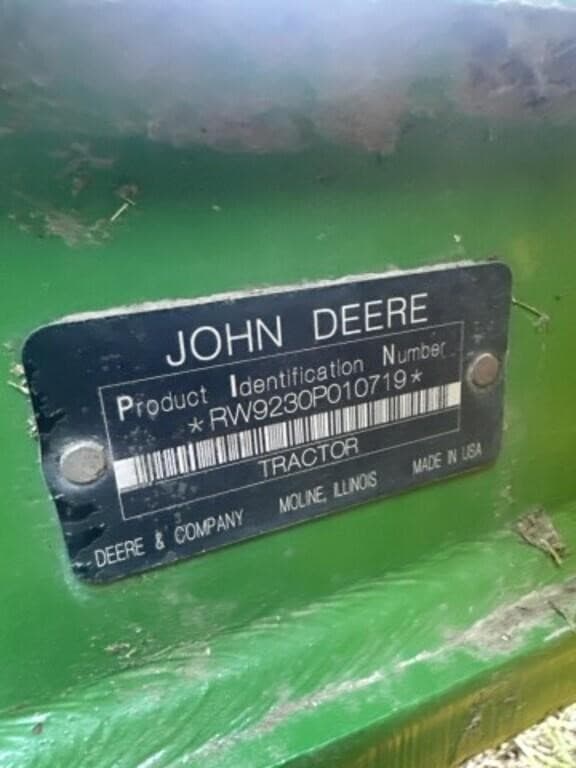 JOHN DEERE
Product Identification Number
*RW9230P010719*
TRACTOR
DEERE & COMPANY MOLINE, ILLINOIS MADE IN USA